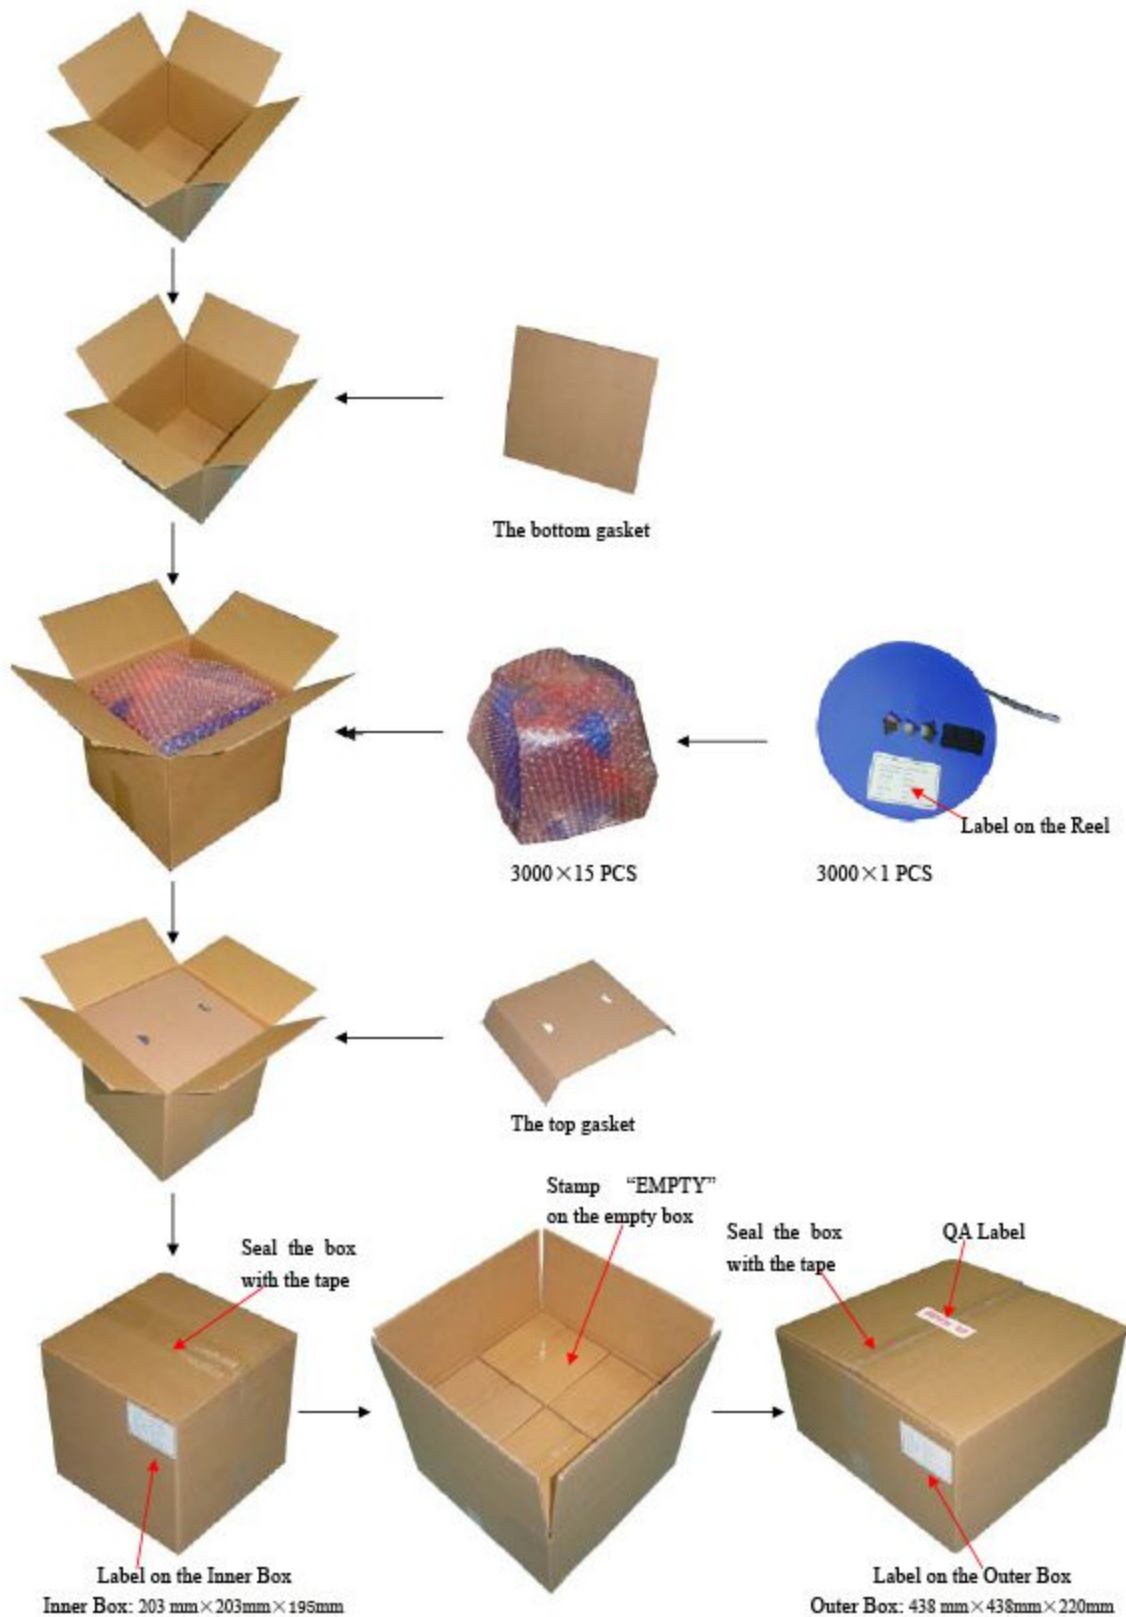 The bottom gasket
Label on the Reel
3000×15 PCS
3000×1 PCS
The top gasket
Stamp "EMPTY"
on the empty box
Seal the box
with the tape
Seal the box
with the tape
QA Label
Label on the Inner Box
Inner Box: 203 mm×203mm×195mm
Label on the Outer Box
Outer Box: 438 mm×438mm×220mm